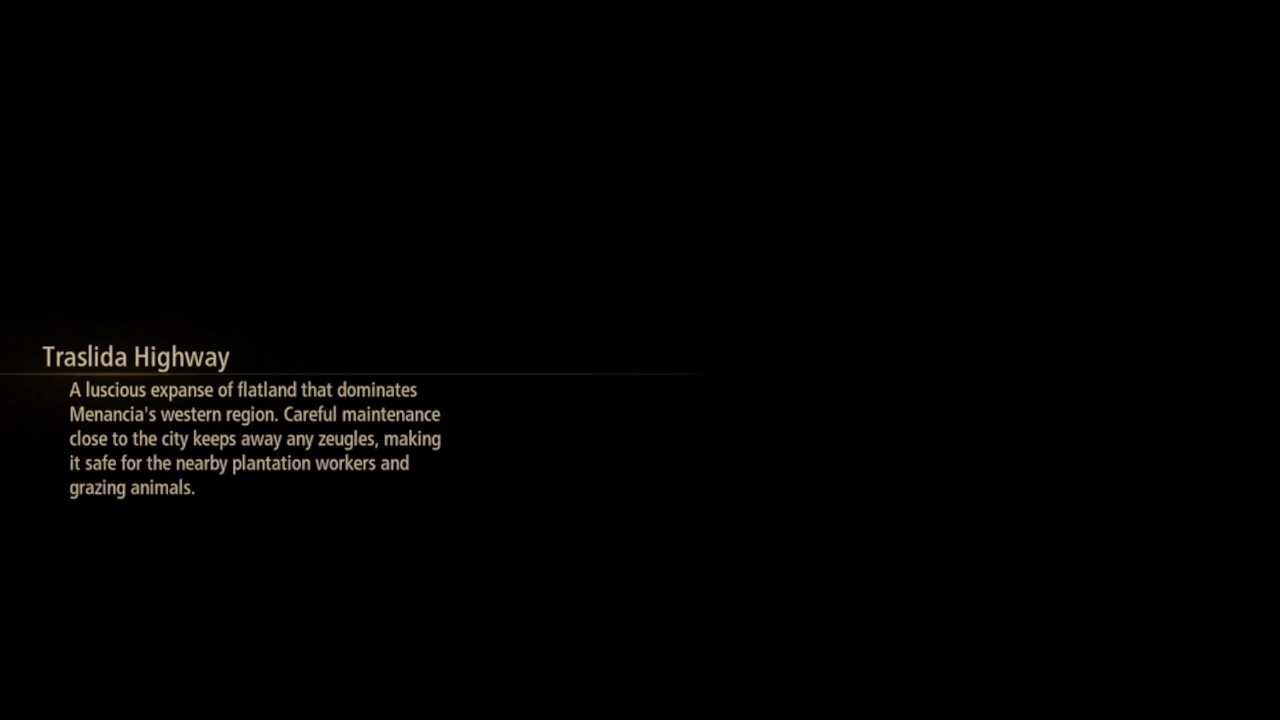 Traslida Highway
A luscious expanse of flatland that dominates
Menancia's western region. Careful maintenance
close to the city keeps away any zeugles, making
it safe for the nearby plantation workers and
grazing animals.